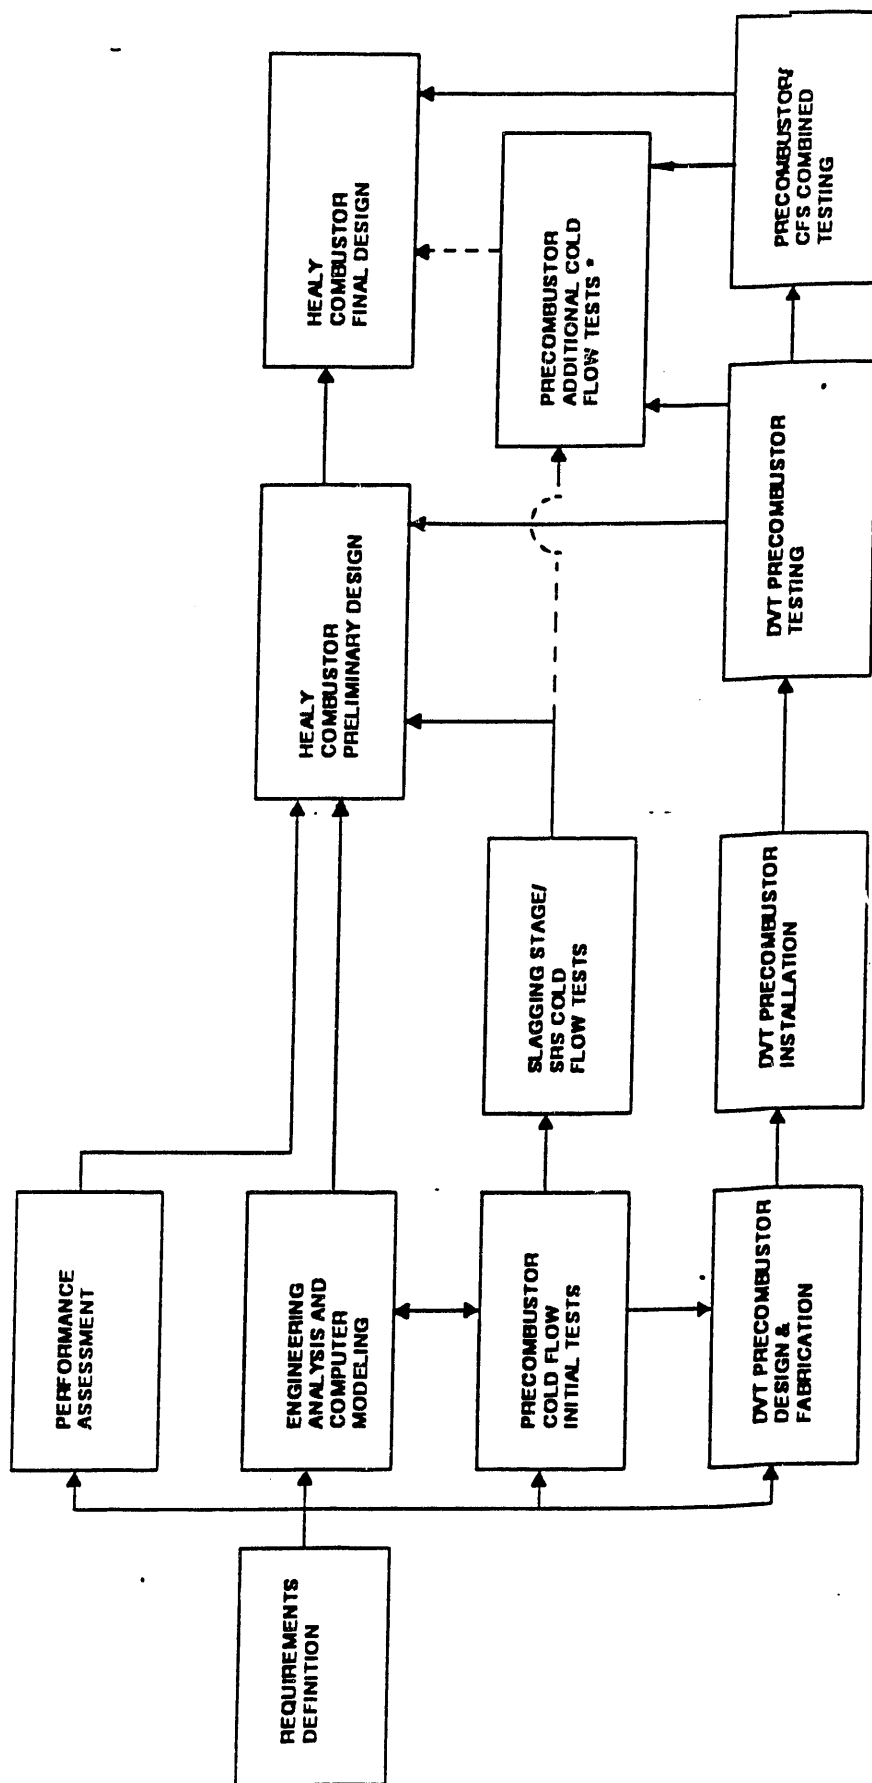 REQUIREMENTS
DEFINITION
PERFORMANCE
ASSESSMENT
ENGINEERING
ANALYSIS AND
COMPUTER
MODELING
PRECOMBUSTOR
COLD FLOW
INITIAL TESTS
DVT PRECOMBUSTOR
DESIGN &
FABRICATION
SLAGGING STAGE/
SRS COLD
FLOW TESTS
DVT PRECOMBUSTOR
INSTALLATION
HEALY
COMBUSTOR
PRELIMINARY DESIGN
DVT PRECOMBUSTOR
TESTING
HEALY
COMBUSTOR
FINAL DESIGN
PRECOMBUSTOR
ADDITIONAL COLD
FLOW TESTS *
PRECOMBUSTOR/
CFS COMBINED
TESTING